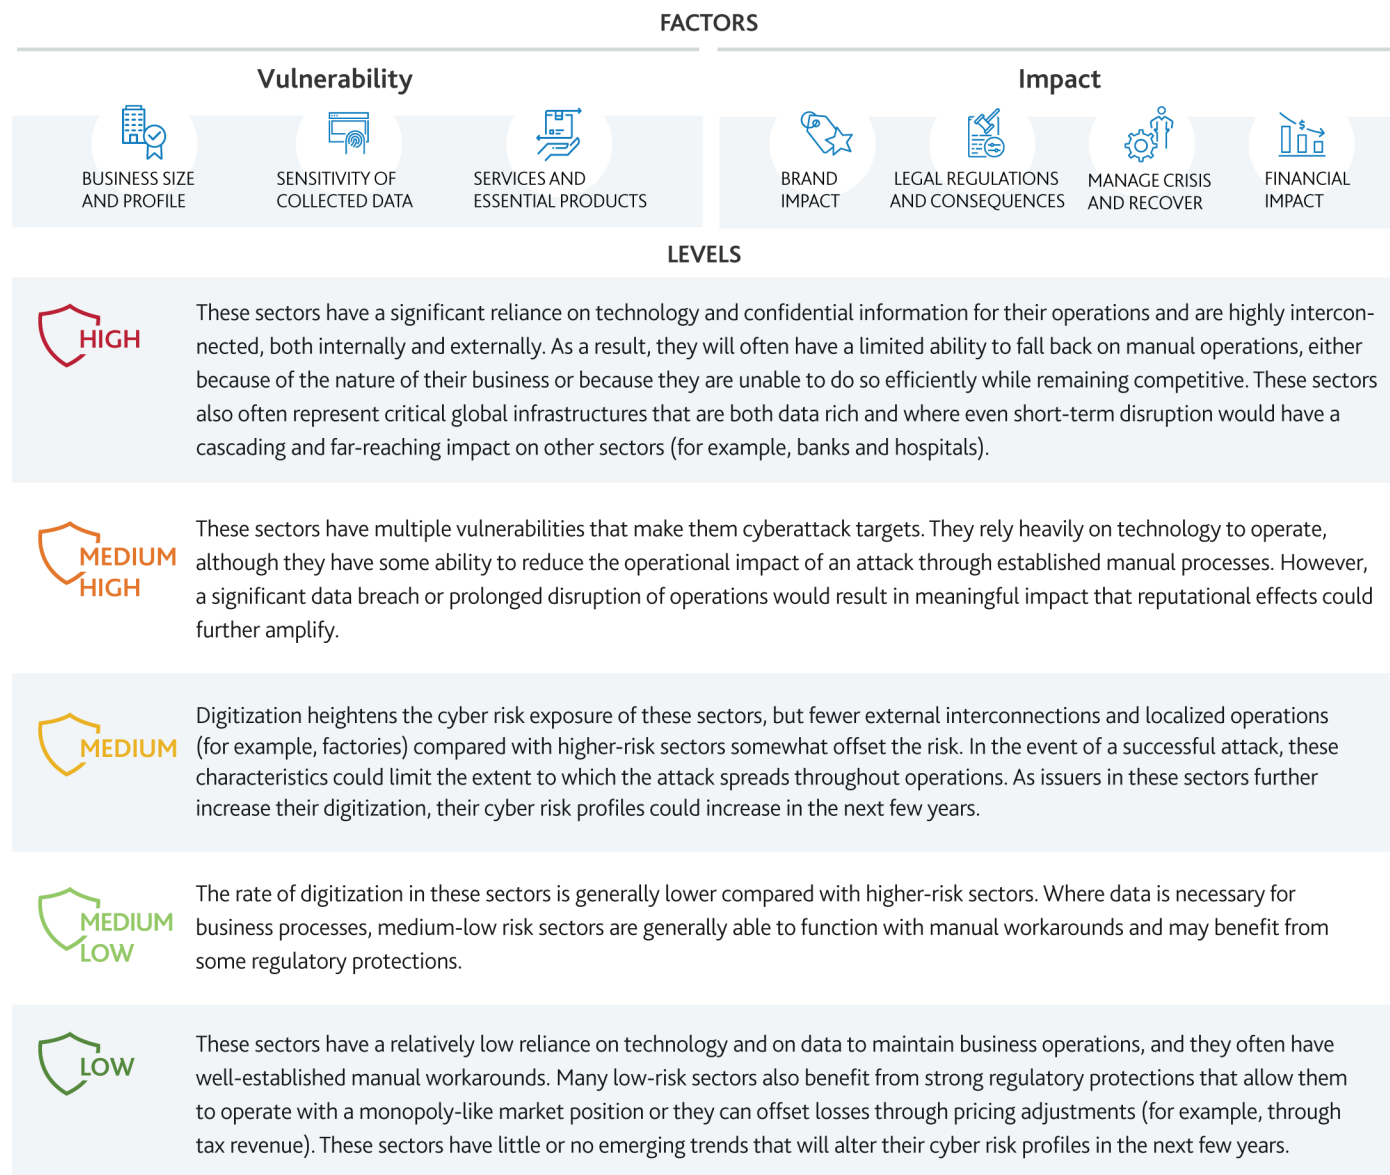 FACTORS
Vulnerability
BUSINESS SIZE
AND PROFILE
SENSITIVITY OF
COLLECTED DATA
SERVICES AND
ESSENTIAL PRODUCTS
Impact
BRAND
IMPACT
LEGAL REGULATIONS
AND CONSEQUENCES
MANAGE CRISIS
AND RECOVER
$
FINANCIAL
IMPACT
LEVELS
HIGH
These sectors have a significant reliance on technology and confidential information for their operations and are highly intercon-
nected, both internally and externally. As a result, they will often have a limited ability to fall back on manual operations, either
because of the nature of their business or because they are unable to do so efficiently while remaining competitive. These sectors
also often represent critical global infrastructures that are both data rich and where even short-term disruption would have a
cascading and far-reaching impact on other sectors (for example, banks and hospitals).
MEDIUM
HIGH
These sectors have multiple vulnerabilities that make them cyberattack targets. They rely heavily on technology to operate,
although they have some ability to reduce the operational impact of an attack through established manual processes. However,
a significant data breach or prolonged disruption of operations would result in meaningful impact that reputational effects could
further amplify.
MEDIUM
Digitization heightens the cyber risk exposure of these sectors, but fewer external interconnections and localized operations
(for example, factories) compared with higher-risk sectors somewhat offset the risk. In the event of a successful attack, these
characteristics could limit the extent to which the attack spreads throughout operations. As issuers in these sectors further
increase their digitization, their cyber risk profiles could increase in the next few years.
MEDIUM
LOW
The rate of digitization in these sectors is generally lower compared with higher-risk sectors. Where data is necessary for
business processes, medium-low risk sectors are generally able to function with manual workarounds and may benefit from
some regulatory protections.
LOW
These sectors have a relatively low reliance on technology and on data to maintain business operations, and they often have
well-established manual workarounds. Many low-risk sectors also benefit from strong regulatory protections that allow them
to operate with a monopoly-like market position or they can offset losses through pricing adjustments (for example, through
tax revenue). These sectors have little or no emerging trends that will alter their cyber risk profiles in the next few years.